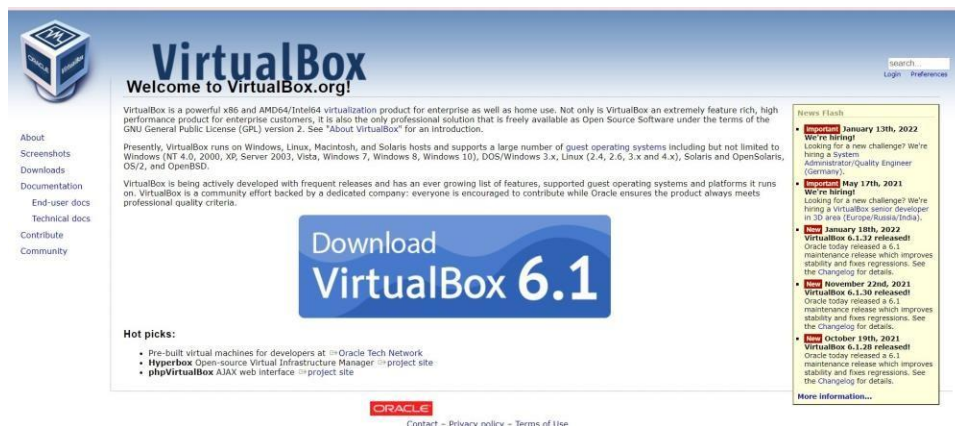 ORACLE
VirtualBox
VirtualBox
search...
Login Preferences
Welcome to VirtualBox.org!
VirtualBox is a powerful x86 and AMD64/Intel64 virtualization product for enterprise as well as home use. Not only is VirtualBox an extremely feature rich, high
performance product for enterprise customers, it is also the only professional solution that is freely available as Open Source Software under the terms of the
GNU General Public License (GPL) version 2. See "About VirtualBox" for an introduction.
Presently, VirtualBox runs on Windows, Linux, Macintosh, and Solaris hosts and supports a large number of guest operating systems including but not limited to
Windows (NT 4.0, 2000, XP, Server 2003, Vista, Windows 7, Windows 8, Windows 10), DOS/Windows 3.x, Linux (2.4, 2.6, 3.x and 4.x), Solaris and OpenSolaris,
OS/2, and OpenBSD.
VirtualBox is being actively developed with frequent releases and has an ever growing list of features, supported guest operating systems and platforms it runs
on. VirtualBox is a community effort backed by a dedicated company: everyone is encouraged to contribute while Oracle ensures the product always meets
professional quality criteria.
About
Screenshots
Downloads
Documentation
End-user docs
Technical docs
Contribute
Community
Download
VirtualBox 6.1
Hot picks:
Pre-built virtual machines for developers at Oracle Tech Network
Hyperbox Open-source Virtual Infrastructure Manager project site
phpVirtualBox AJAX web interface project site
News Flash
Important January 13th, 2022
We're hiring!
Looking for a new challenge? We're
hiring a System
Administrator/Quality Engineer
(Germany).
Important May 17th, 2021
We're hiring!
Looking for a new challenge? We're
hiring a VirtualBox senior developer
in 3D area (Europe/Russia/India).
New January 18th, 2022
VirtualBox 6.1.32 released!
Oracle today released a 6.1
maintenance release which improves
stability and fixes regressions. See
the Changelog for details.
New November 22nd, 2021
VirtualBox 6.1.30 released!
Oracle today released a 6.1
maintenance release which improves
stability and fixes regressions. See
the Changelog for details.
New October 19th, 2021
VirtualBox 6.1.28 released!
Oracle today released a 6.1
maintenance release which improves
stability and fixes regressions. See
the Changelog for details.
More information...
ORACLE
Contact – Privacy policy – Terms of Use